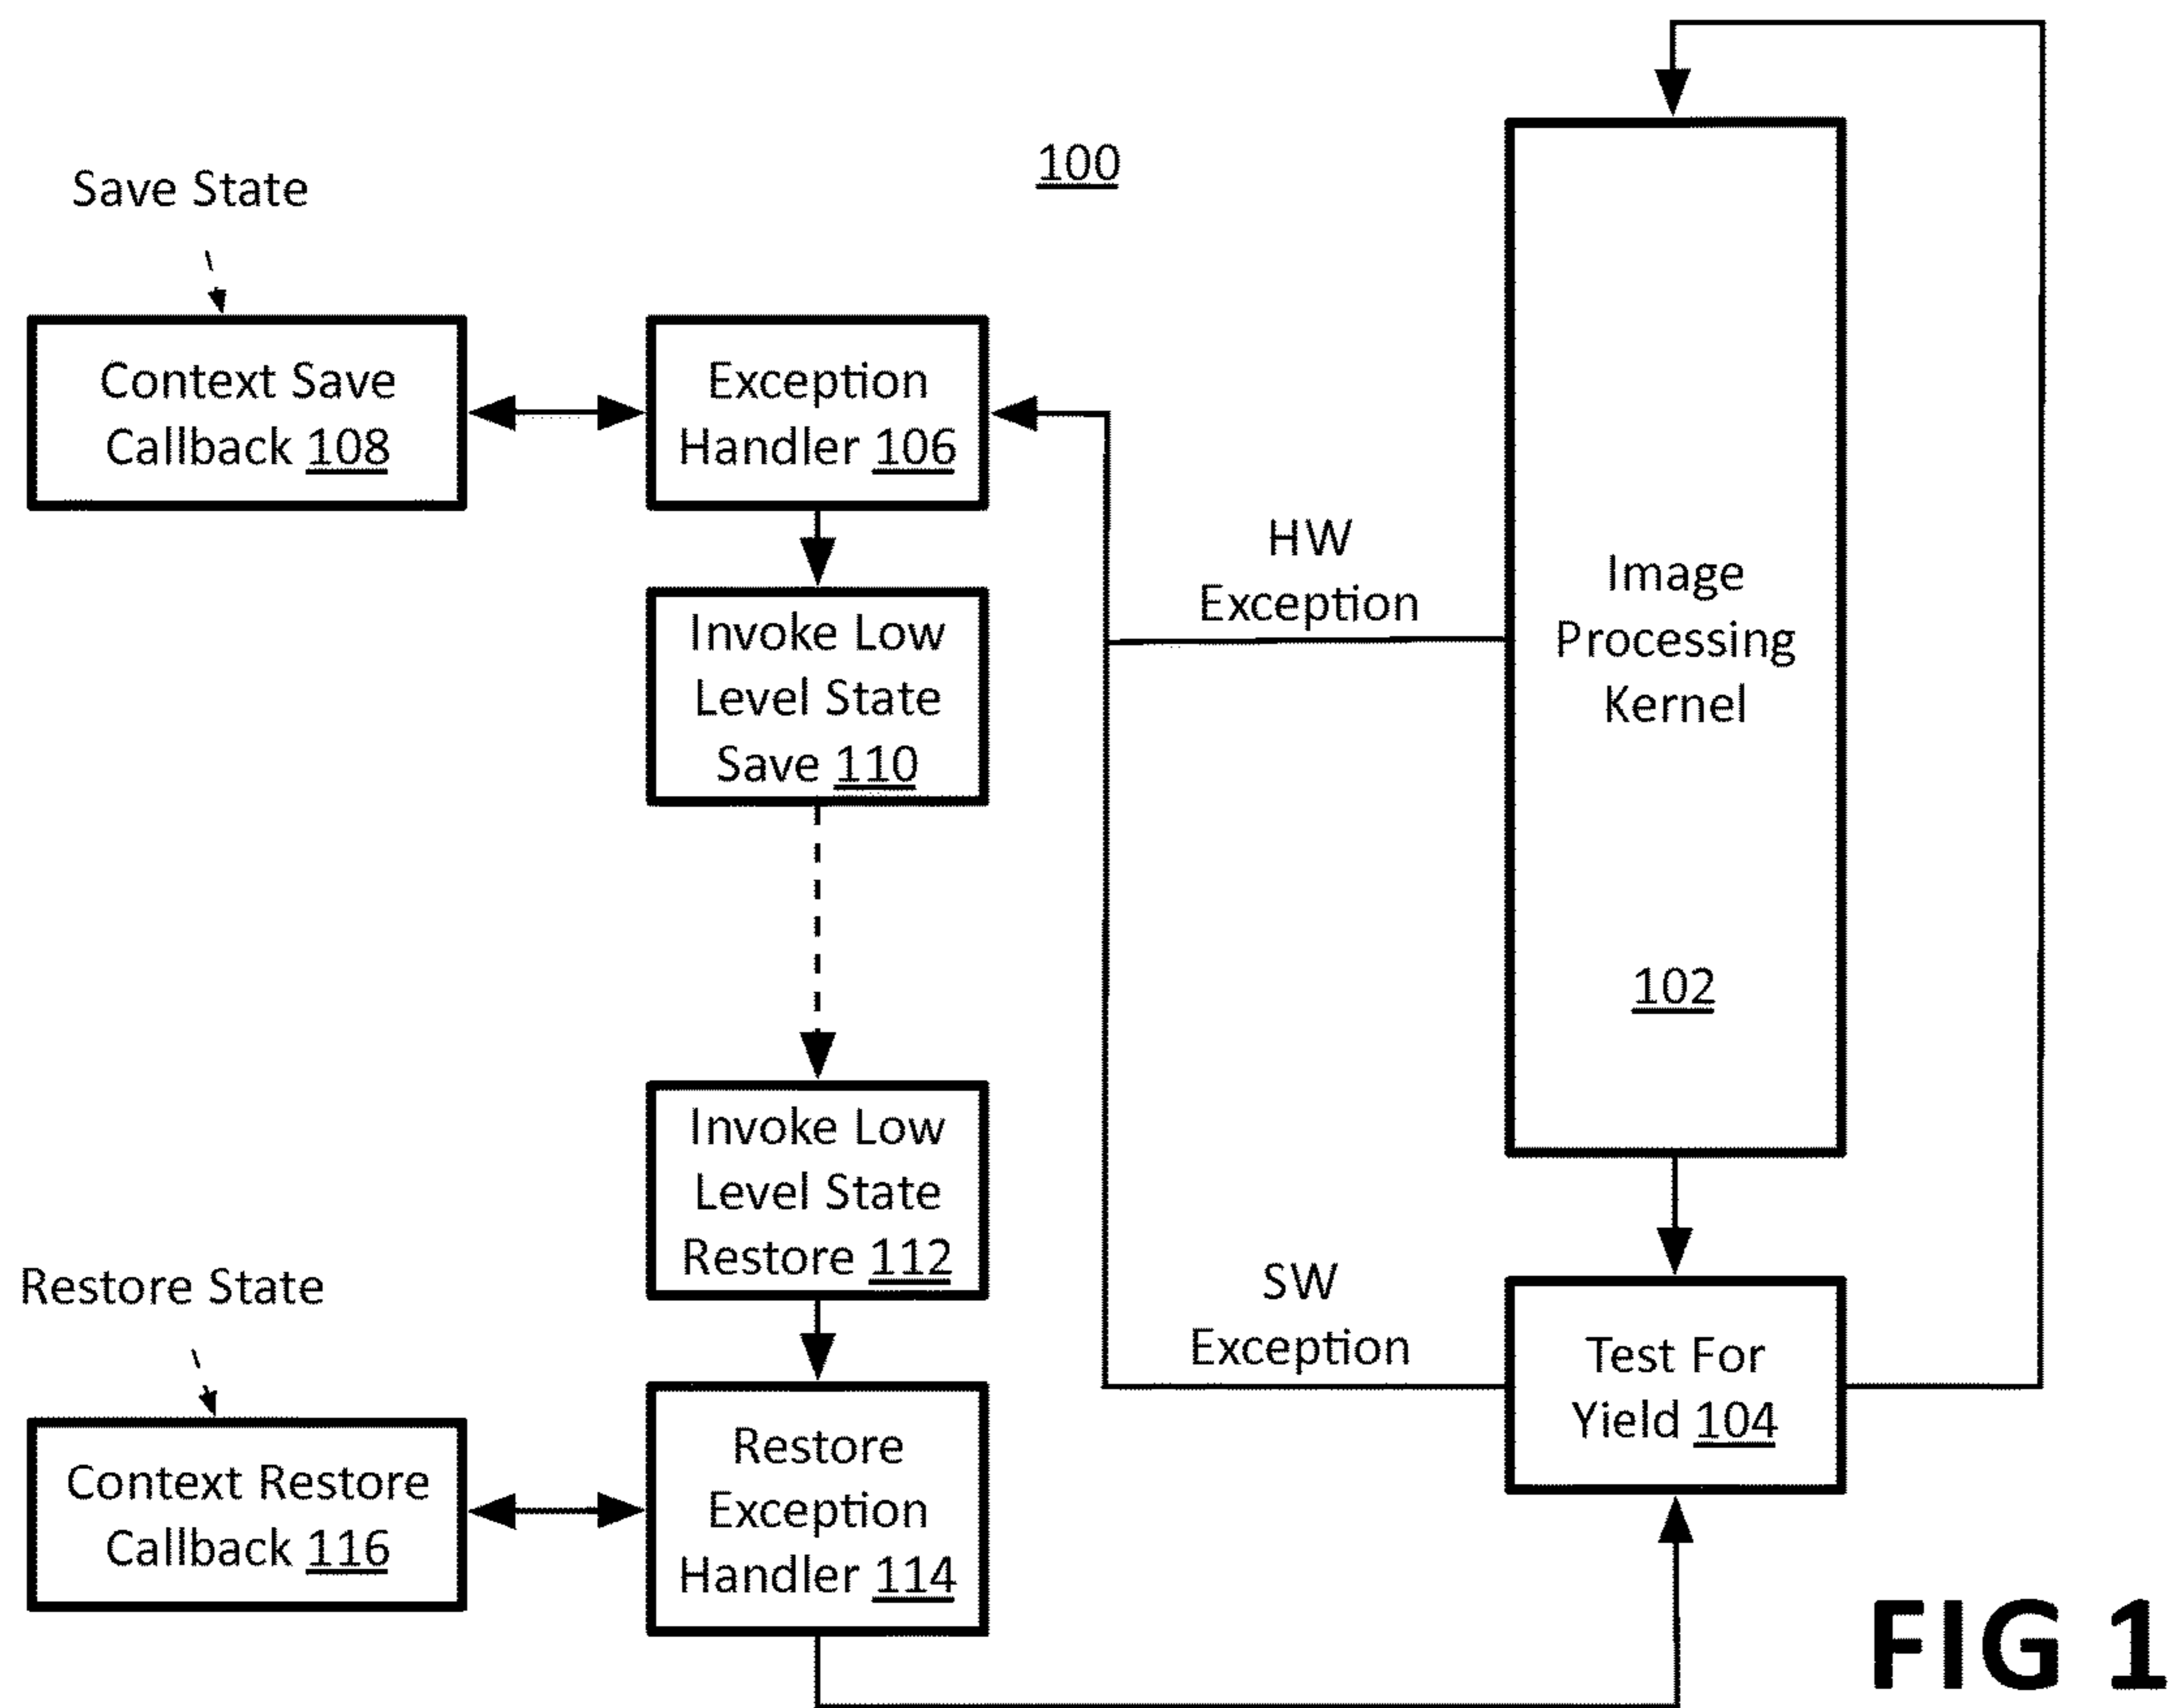 100
Save State
Context Save
Callback 108
Exception
Handler 106
HW
Exception
Image
Processing
Kernel
102
Invoke Low
Level State
Save 110
Invoke Low
Level State
Restore 112
Restore State
SW
Exception
Test For
Yield 104
Context Restore
Callback 116
Restore
Exception
Handler 114
FIG 1